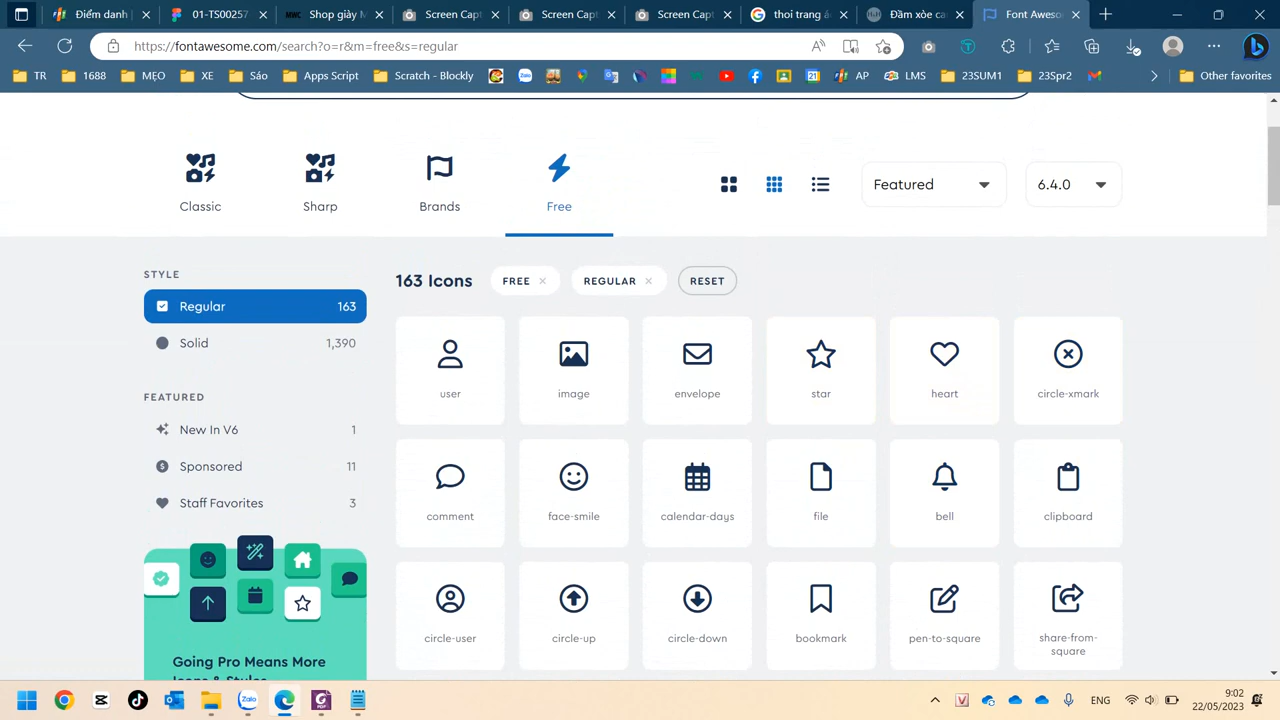 Điểm danh
01-TS00257
MWC Shop giày M
Screen Capt
Screen Capt
Screen Capt
thoi trang á
Đầm xòe ca
Font Aweso
https://fontawesome.com/search?o=r&m=free&s=regular
TR
1688
MẸO
XE
Sáo
Apps Script
Scratch - Blockly
AP
LMS
23SUM1
23Spr2
Other favorites
Classic
Sharp
Brands
Free
Featured
6.4.0
STYLE
Regular 163
Solid 1,390
FEATURED
New In V6 1
Sponsored 11
Staff Favorites 3
Going Pro Means More
Icons & Styles
163 Icons
FREE ×
REGULAR ×
RESET
user
image
envelope
star
heart
circle-xmark
comment
face-smile
calendar-days
file
bell
clipboard
circle-user
circle-up
circle-down
bookmark
pen-to-square
share-from-
square
ENG
9:02
22/05/2023